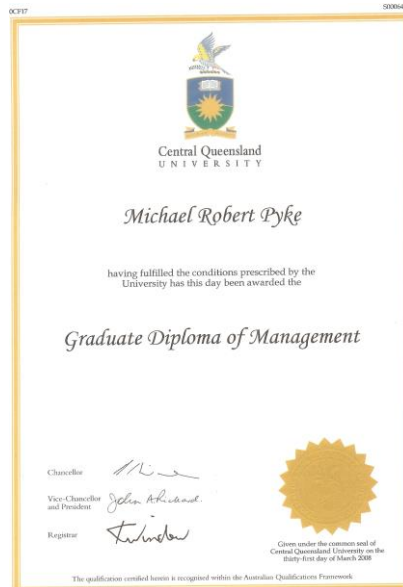 0CF17
S00064
Central Queensland
UNIVERSITY
Michael Robert Pyke
having fulfilled the conditions prescribed by the
University has this day been awarded the
Graduate Diploma of Management
Chancellor
Vice-Chancellor
and President
Registrar
Given under the common seal of
Central Queensland University on the
thirty-first day of March 2008
The qualification certified herein is recognised within the Australian Qualifications Framework